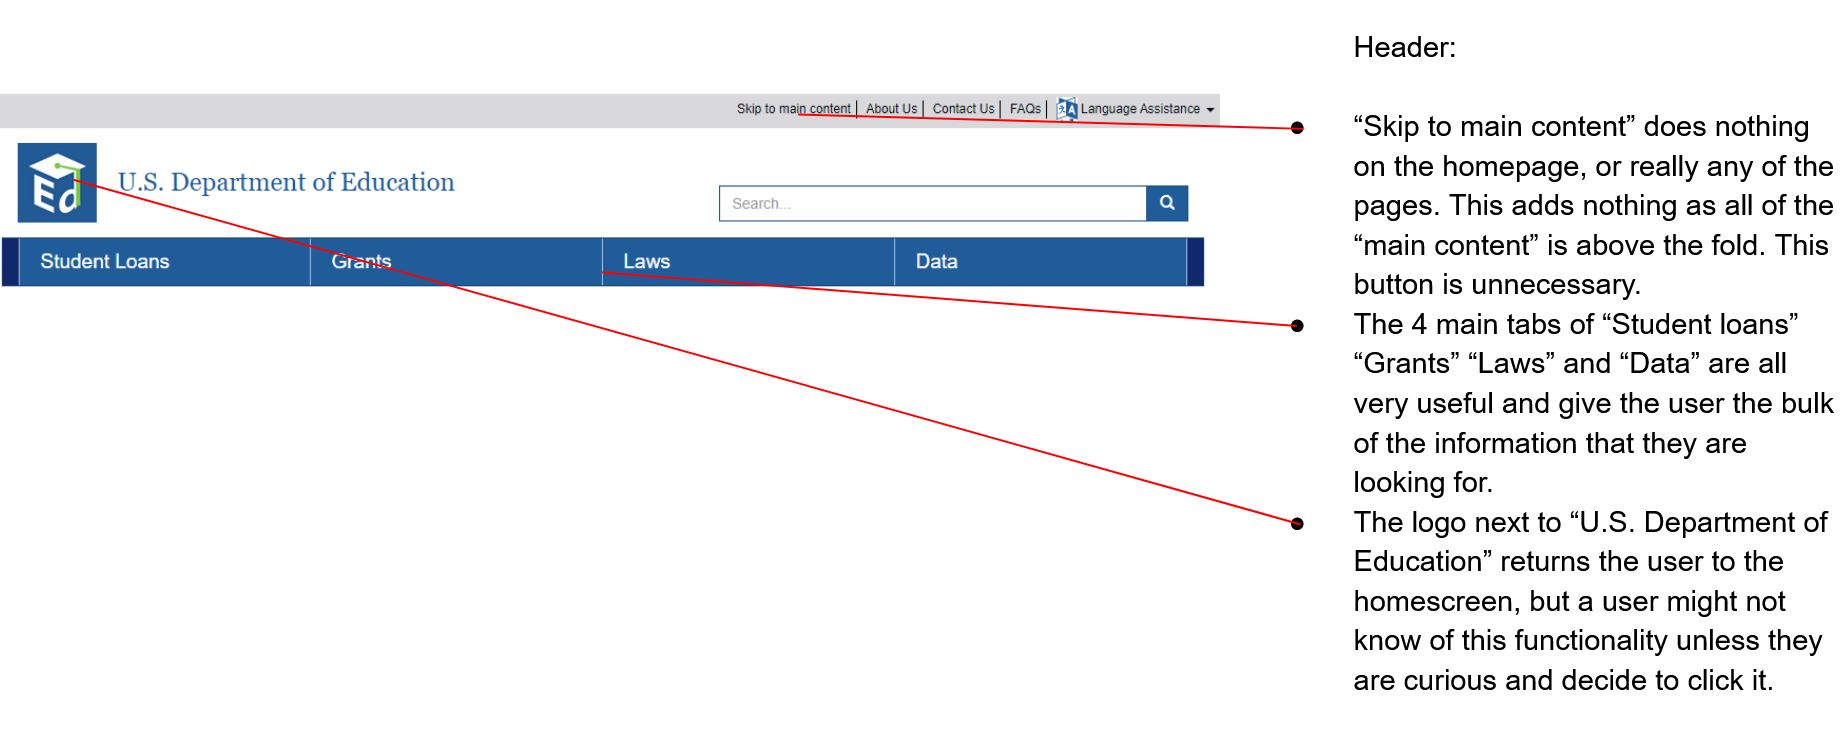 Header:
Skip to main content | About Us | Contact Us | FAQs | Language Assistance
Ed
U.S. Department of Education
Search...
Student Loans
Grants
Laws
Data
“Skip to main content” does nothing
on the homepage, or really any of the
pages. This adds nothing as all of the
“main content” is above the fold. This
button is unnecessary.
The 4 main tabs of “Student loans”
“Grants” “Laws” and “Data” are all
very useful and give the user the bulk
of the information that they are
looking for.
The logo next to “U.S. Department of
Education” returns the user to the
homescreen, but a user might not
know of this functionality unless they
are curious and decide to click it.